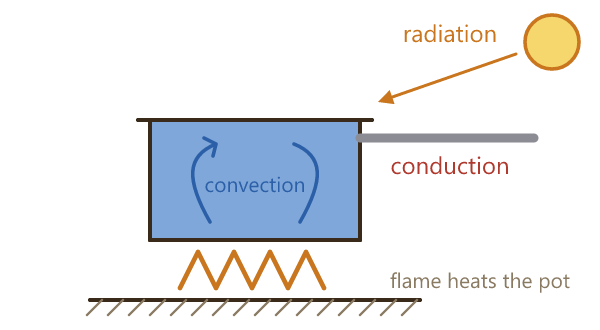 radiation
conduction
convection
flame heats the pot